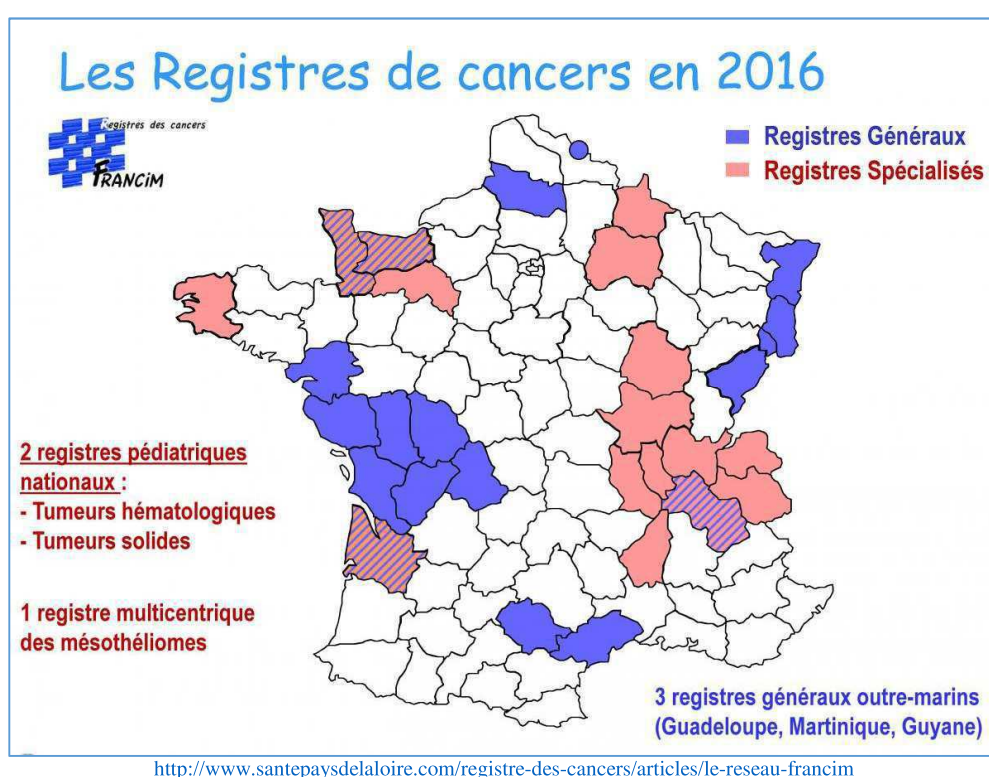 Les Registres de cancers en 2016
Registres des cancers
FRANCIM
Registres Généraux
Registres Spécialisés
2 registres pédiatriques
nationaux :
- Tumeurs hématologiques
- Tumeurs solides
1 registre multicentrique
des mésothéliomes
3 registres généraux outre-marins
(Guadeloupe, Martinique, Guyane)
http://www.santepaysdelaloire.com/registre-des-cancers/articles/le-reseau-francim